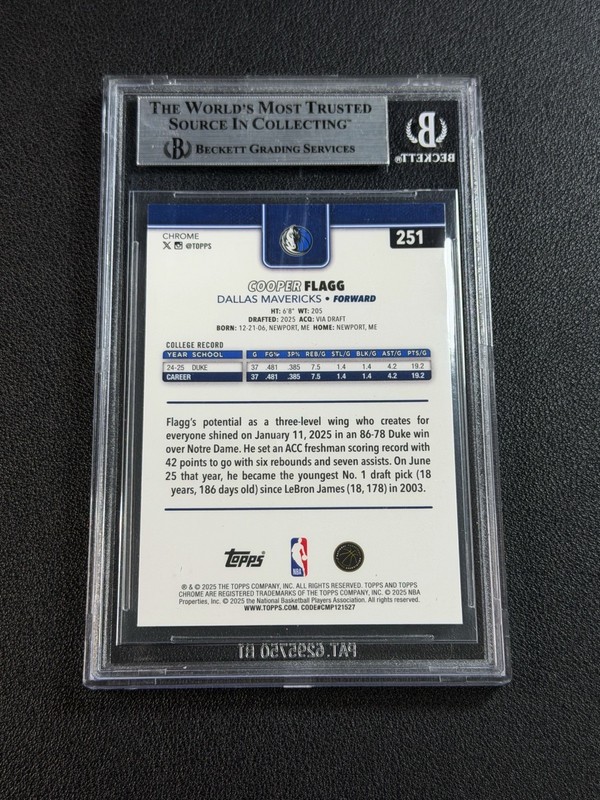 THE WORLD'S MOST TRUSTED
SOURCE IN COLLECTING™
B BECKETT GRADING SERVICES
B
BECKETT®
CHROME
X @TOPPS
251
COOPER FLAGG
DALLAS MAVERICKS • FORWARD
HT: 6'8" WT: 205
DRAFTED: 2025 ACQ: VIA DRAFT
BORN: 12-21-06, NEWPORT, ME HOME: NEWPORT, ME
COLLEGE RECORD
YEAR SCHOOL G FG% 3P% REB/G STL/G BLK/G AST/G PTS/G
24-25 DUKE 37 .481 .385 7.5 1.4 1.4 4.2 19.2
CAREER 37 .481 .385 7.5 1.4 1.4 4.2 19.2
Flagg's potential as a three-level wing who creates for
everyone shined on January 11, 2025 in an 86-78 Duke win
over Notre Dame. He set an ACC freshman scoring record with
42 points to go with six rebounds and seven assists. On June
25 that year, he became the youngest No. 1 draft pick (18
years, 186 days old) since LeBron James (18, 178) in 2003.
Topps
NBA
® & © 2025 THE TOPPS COMPANY, INC. ALL RIGHTS RESERVED. TOPPS AND TOPPS
CHROME ARE REGISTERED TRADEMARKS OF THE TOPPS COMPANY, INC. © 2025 NBA
Properties, Inc. © 2025 the National Basketball Players Association. All rights reserved.
WWW.TOPPS.COM. CODE#CMP121527
PAT. 6295750 B1